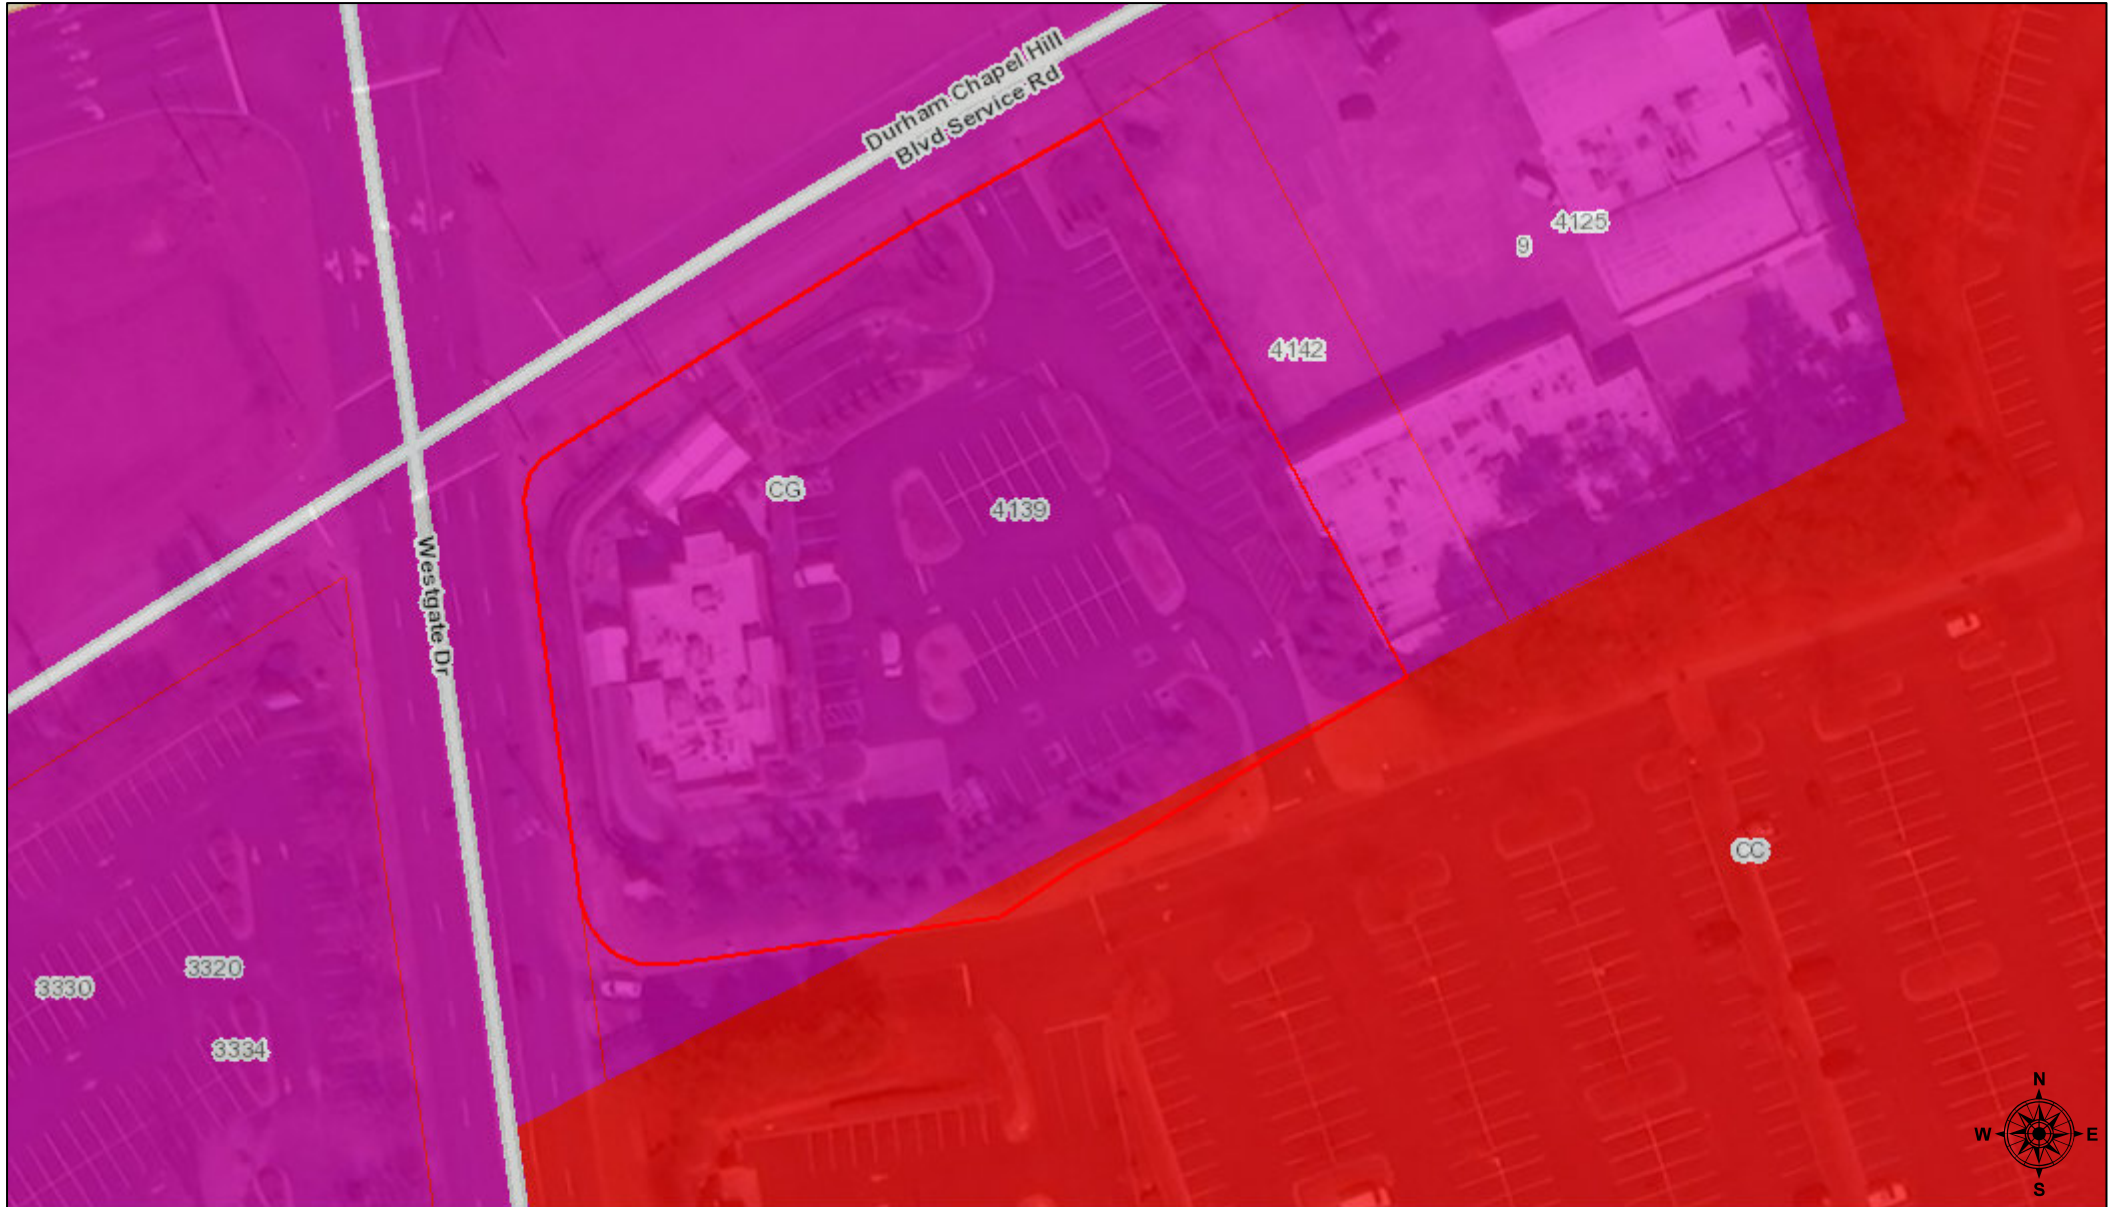 Durham Chapel Hill
Blvd Service Rd
4125
9
4142
CG
4139
Westgate Dr
CC
3320
3330
3334
N
W E
S